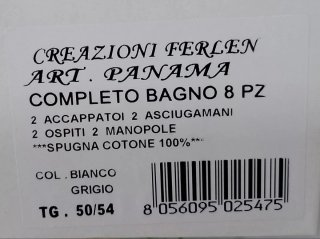 CREAZIONI FERLEN
ART. PANAMA
COMPLETO BAGNO 8 PZ
2 ACCAPPATOI 2 ASCIUGAMANI
2 OSPITI 2 MANOPOLE
***SPUGNA COTONE 100%**
COL. BIANCO
GRIGIO
TG. 50/54
8 056095 025475